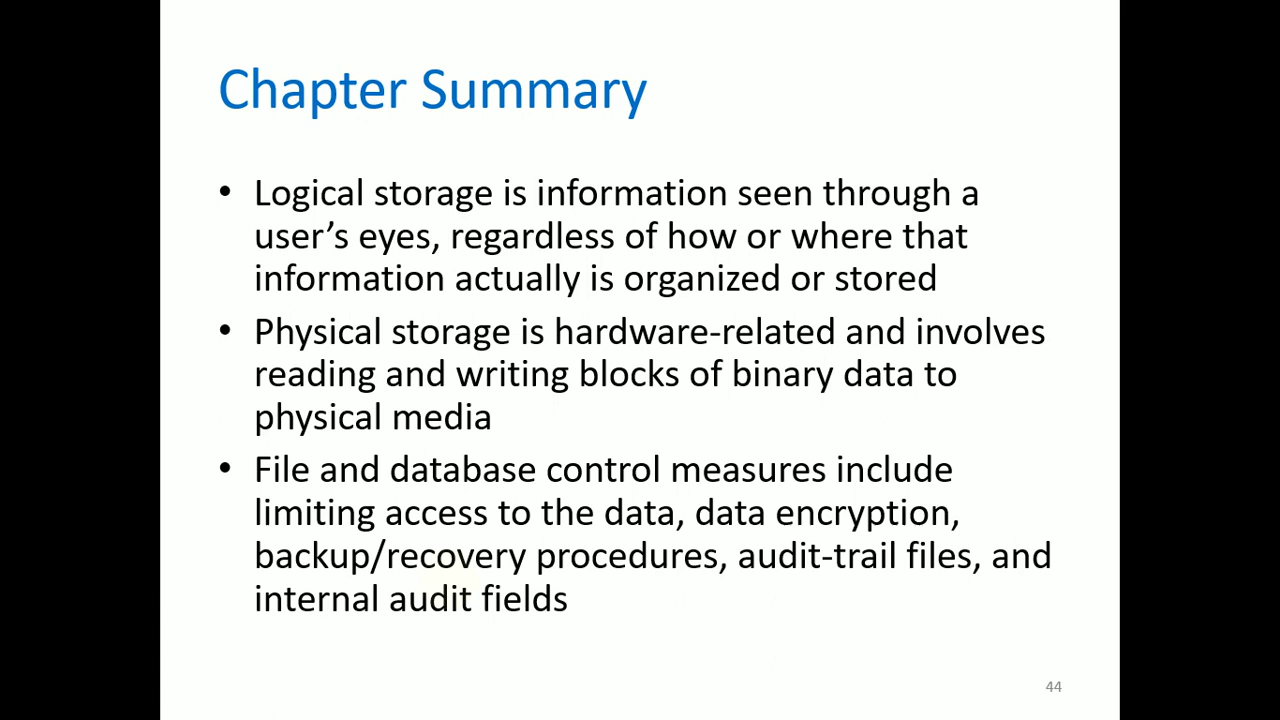 Chapter Summary
• Logical storage is information seen through a
user’s eyes, regardless of how or where that
information actually is organized or stored
• Physical storage is hardware-related and involves
reading and writing blocks of binary data to
physical media
• File and database control measures include
limiting access to the data, data encryption,
backup/recovery procedures, audit-trail files, and
internal audit fields
44